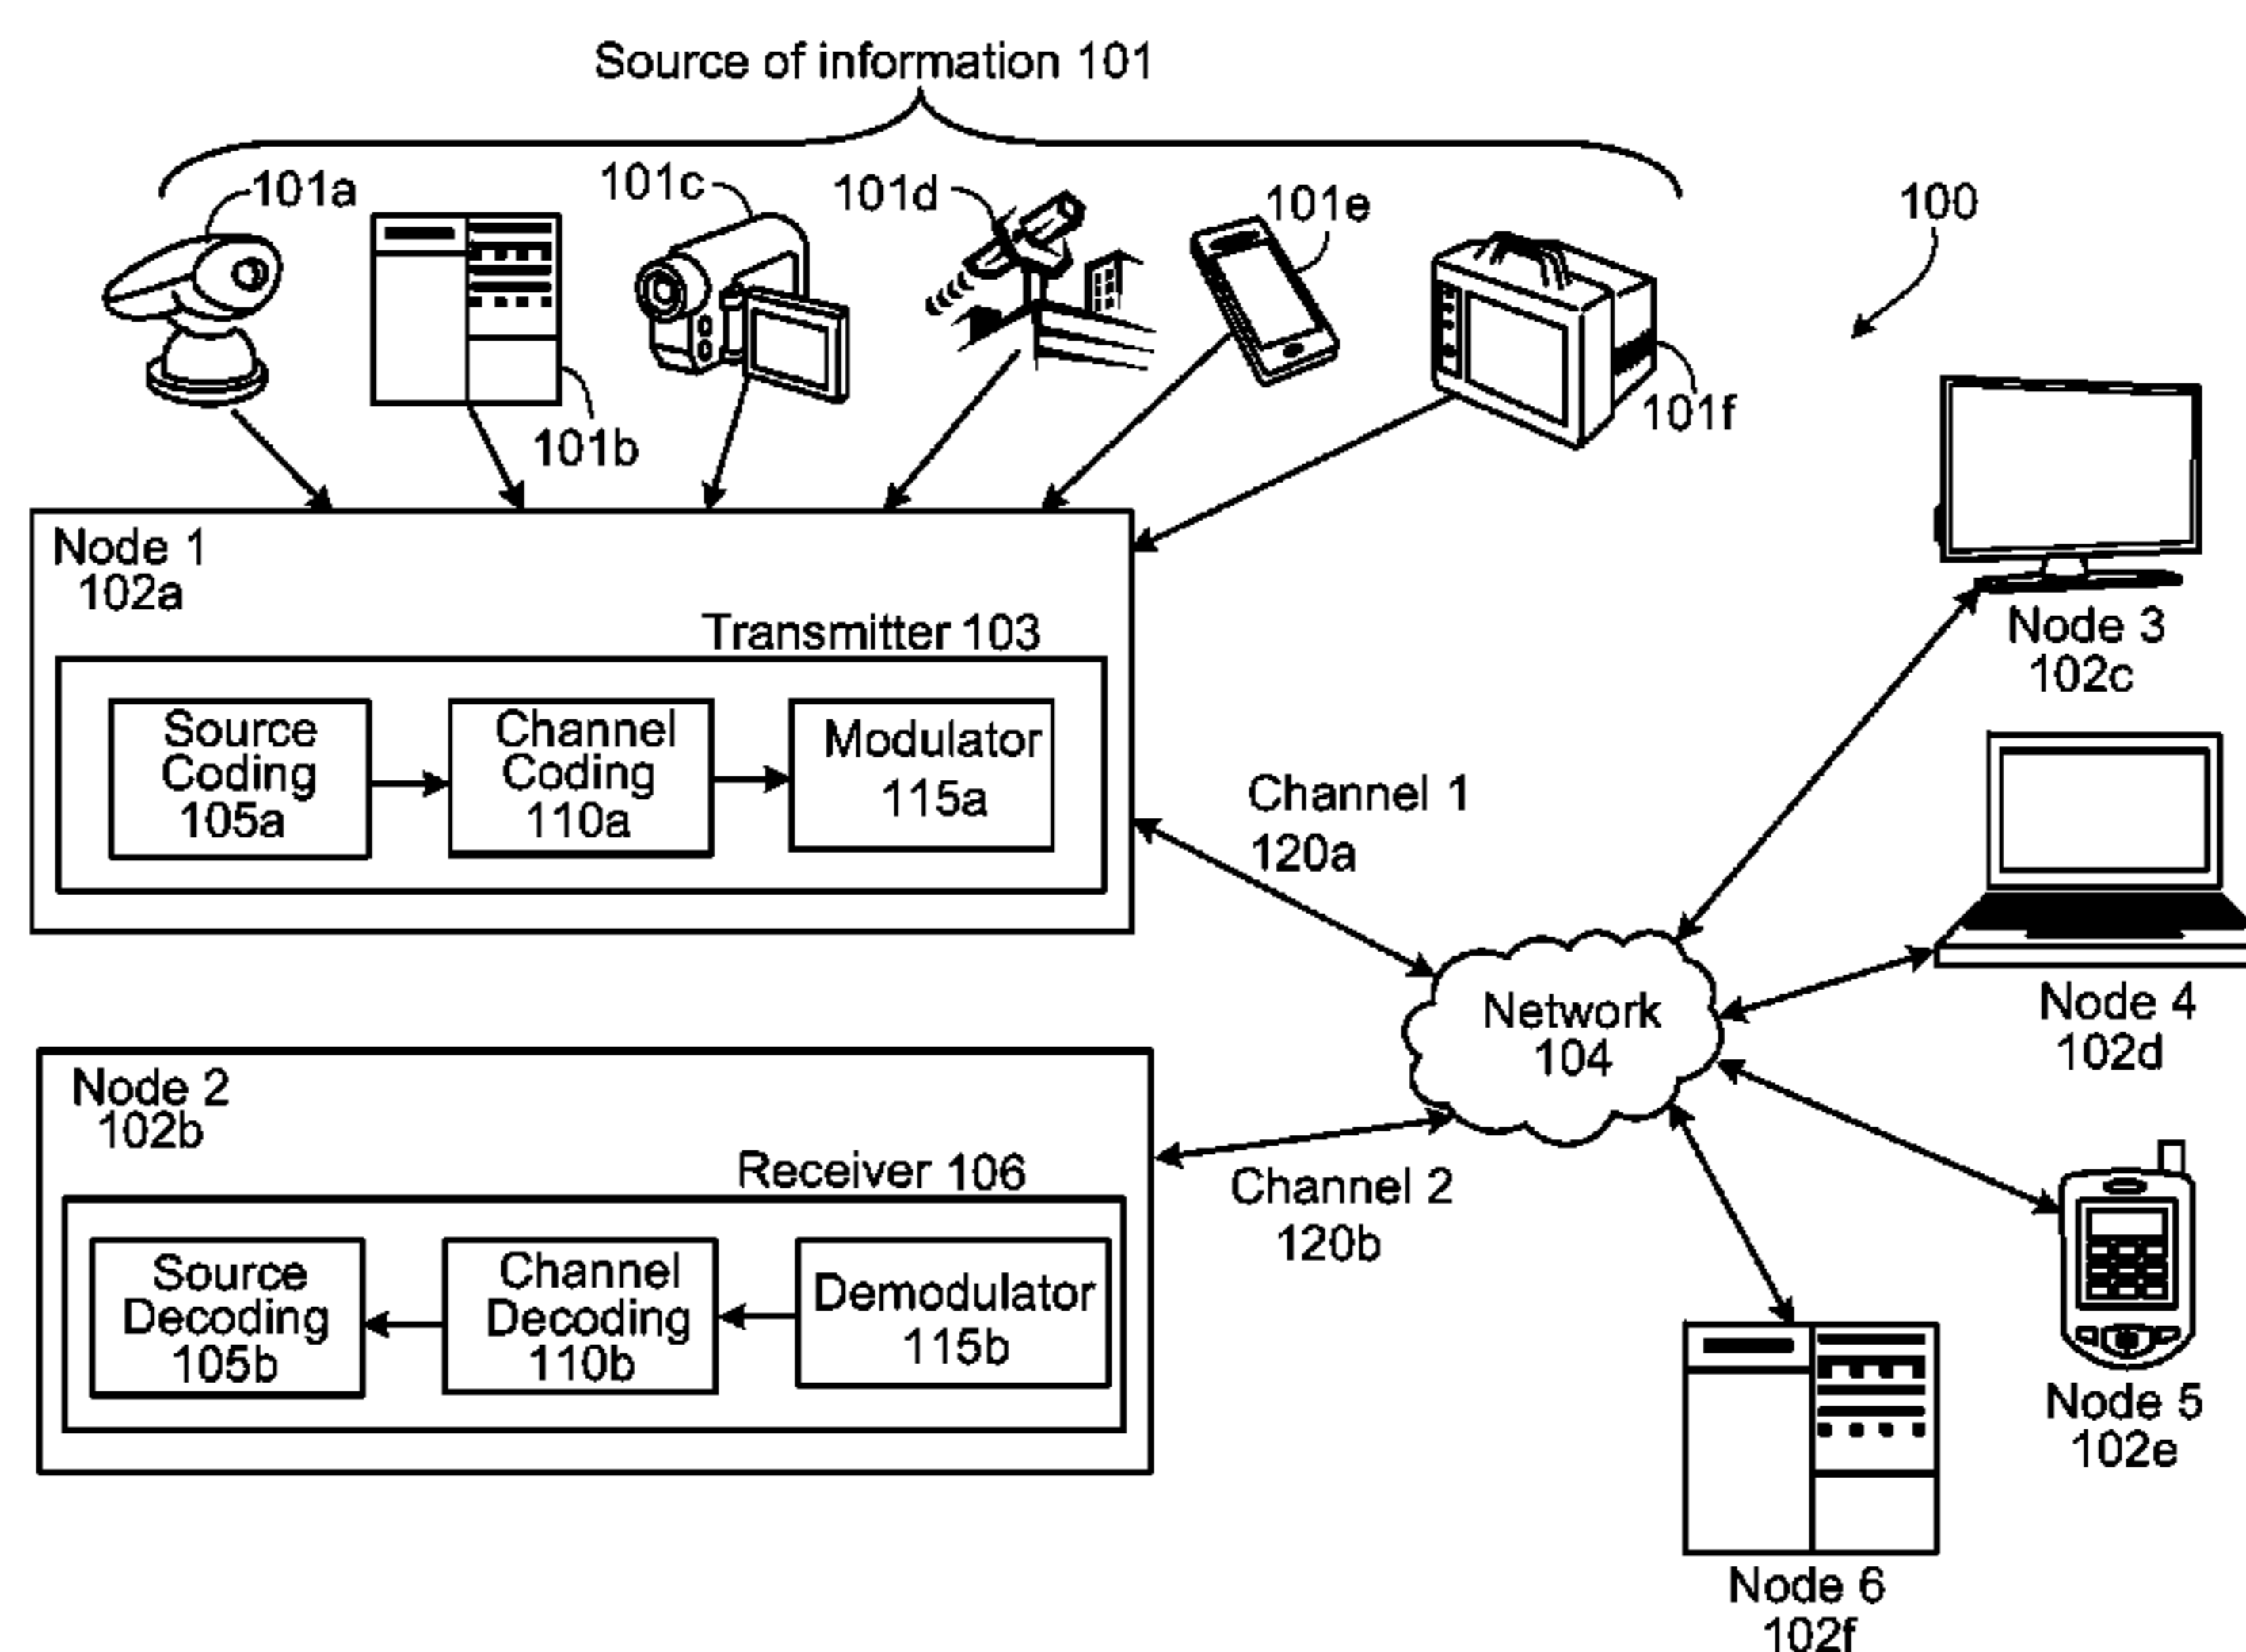 Source of information 101
101a
101b
101c
101d
101e
101f
100
Node 1
102a
Transmitter 103
Source
Coding
105a
Channel
Coding
110a
Modulator
115a
Channel 1
120a
Node 2
102b
Receiver 106
Source
Decoding
105b
Channel
Decoding
110b
Demodulator
115b
Channel 2
120b
Network
104
Node 3
102c
Node 4
102d
Node 5
102e
Node 6
102f